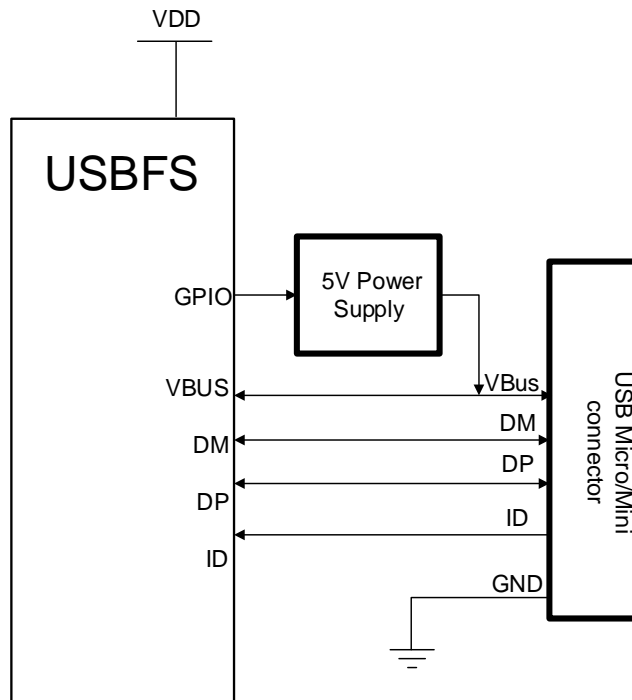 VDD
USBFS
GPIO
5V Power
Supply
VBUS
VBus
DM
DM
DP
DP
ID
ID
GND
USB Micro/Mini
connector